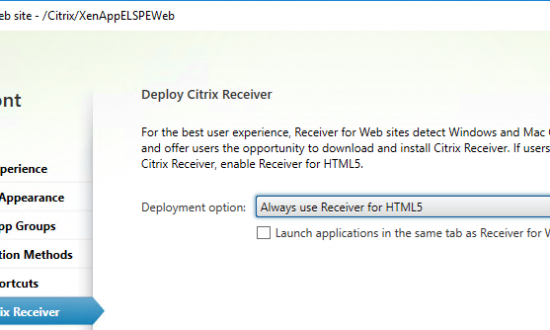 eb site - /Citrix/XenAppELSPEWeb
ont
Deploy Citrix Receiver
For the best user experience, Receiver for Web sites detect Windows and Mac
and offer users the opportunity to download and install Citrix Receiver. If users
Citrix Receiver, enable Receiver for HTML5.
xperience
Appearance
pp Groups
tion Methods
ortcuts
ix Receiver
Deployment option: Always use Receiver for HTML5
Launch applications in the same tab as Receiver for W